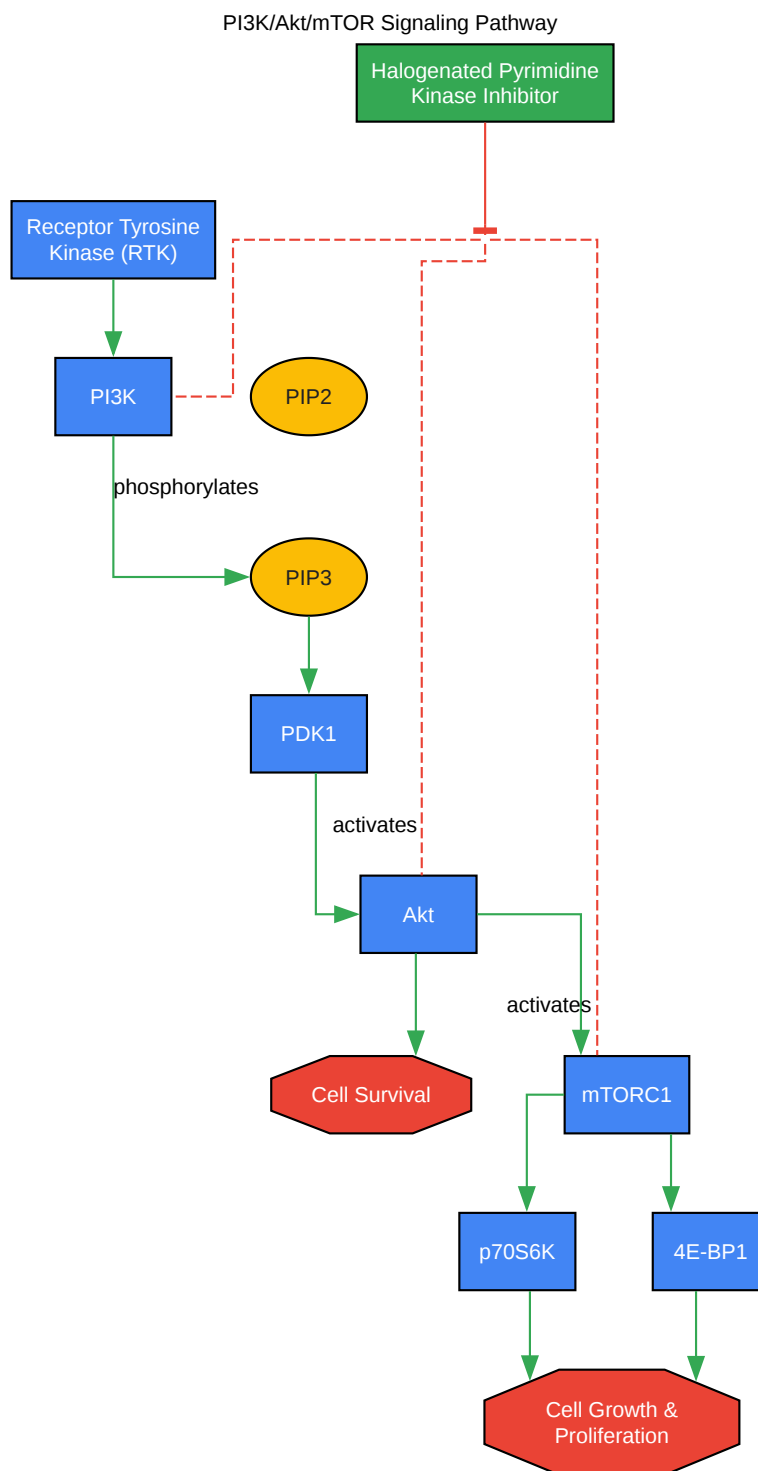 PI3K/Akt/mTOR Signaling Pathway
Halogenated Pyrimidine
Kinase Inhibitor
Receptor Tyrosine
Kinase (RTK)
PI3K
PIP2
phosphorylates
PIP3
PDK1
activates
Akt
activates
Cell Survival
mTORC1
p70S6K
4E-BP1
Cell Growth &
Proliferation